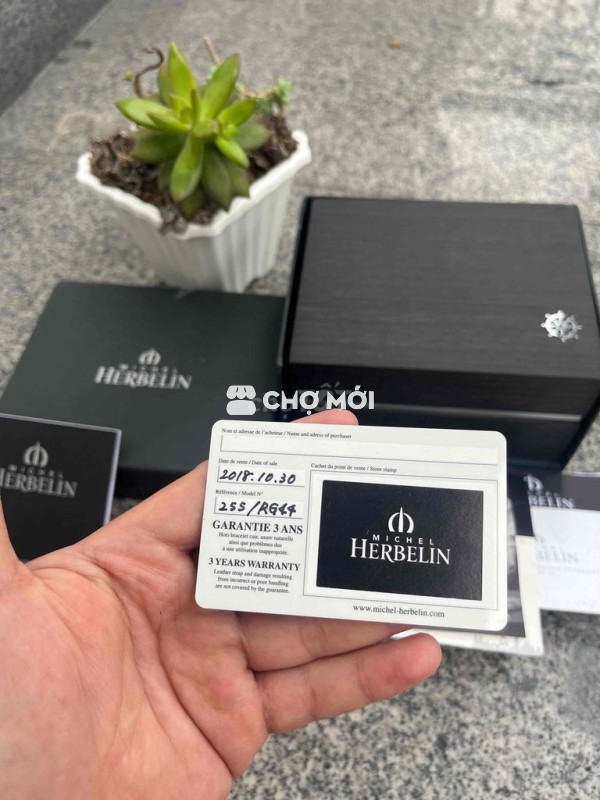 MICHEL
HERBELIN
CHỢ MỚI
MICHEL
HERBELIN
Nom si adresse de l'acheteur / Name and adress of purchaser
Date de vente / Date of sale
2018.10.30
Référence / Model N°
255/RG44
GARANTIE 3 ANS
Hors bracelet cuir, usure naturelle
ainsi que problèmes dus
à une utilisation inappropriée.
3 YEARS WARRANTY
Leather strap and damage resulting
from incorrect or poor handling
are not covered by the guarantee.
Cachet du point de vente / Store stamp
MICHEL
HERBELIN
www.michel-herbelin.com